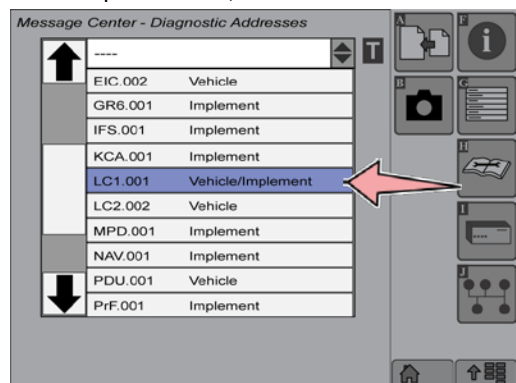 Message Center - Diagnostic Addresses
----
T
EIC.002 Vehicle
GR6.001 Implement
IFS.001 Implement
KCA.001 Implement
LC1.001 Vehicle/Implement
LC2.002 Vehicle
MPD.001 Implement
NAV.001 Implement
PDU.001 Vehicle
PrF.001 Implement
A
F
i
B
G
H
I
J